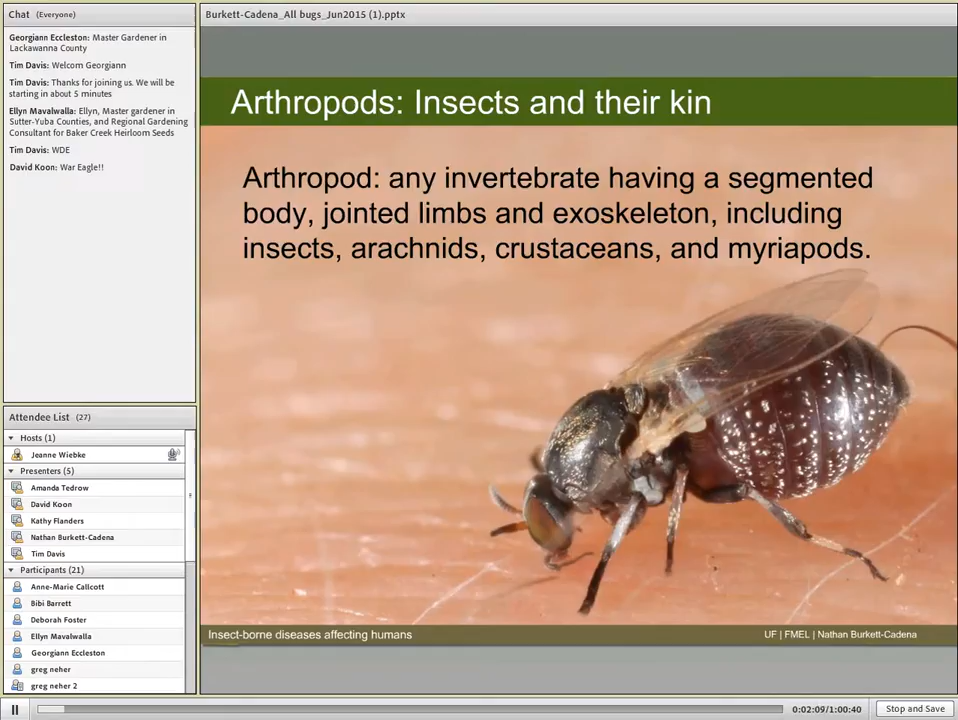 Chat (Everyone)
Georgiann Eccleston: Master Gardener in
Lackawanna County
Tim Davis: Welcom Georgiann
Tim Davis: Thanks for joining us. We will be
starting in about 5 minutes
Ellyn Mavalwalla: Ellyn, Master gardener in
Sutter-Yuba Counties, and Regional Gardening
Consultant for Baker Creek Heirloom Seeds
Tim Davis: WDE
David Koon: War Eagle!!
Attendee List (27)
Hosts (1)
Jeanne Wiebke
Presenters (5)
Amanda Tedrow
David Koon
Kathy Flanders
Nathan Burkett-Cadena
Tim Davis
Participants (21)
Anne-Marie Callcott
Bibi Barrett
Deborah Foster
Ellyn Mavalwalla
Georgiann Eccleston
greg neher
greg neher 2
Burkett-Cadena_All bugs_Jun2015 (1).pptx
Arthropods: Insects and their kin
Arthropod: any invertebrate having a segmented
body, jointed limbs and exoskeleton, including
insects, arachnids, crustaceans, and myriapods.
Insect-borne diseases affecting humans
UF | FMEL | Nathan Burkett-Cadena
0:02:09/1:00:40
Stop and Save